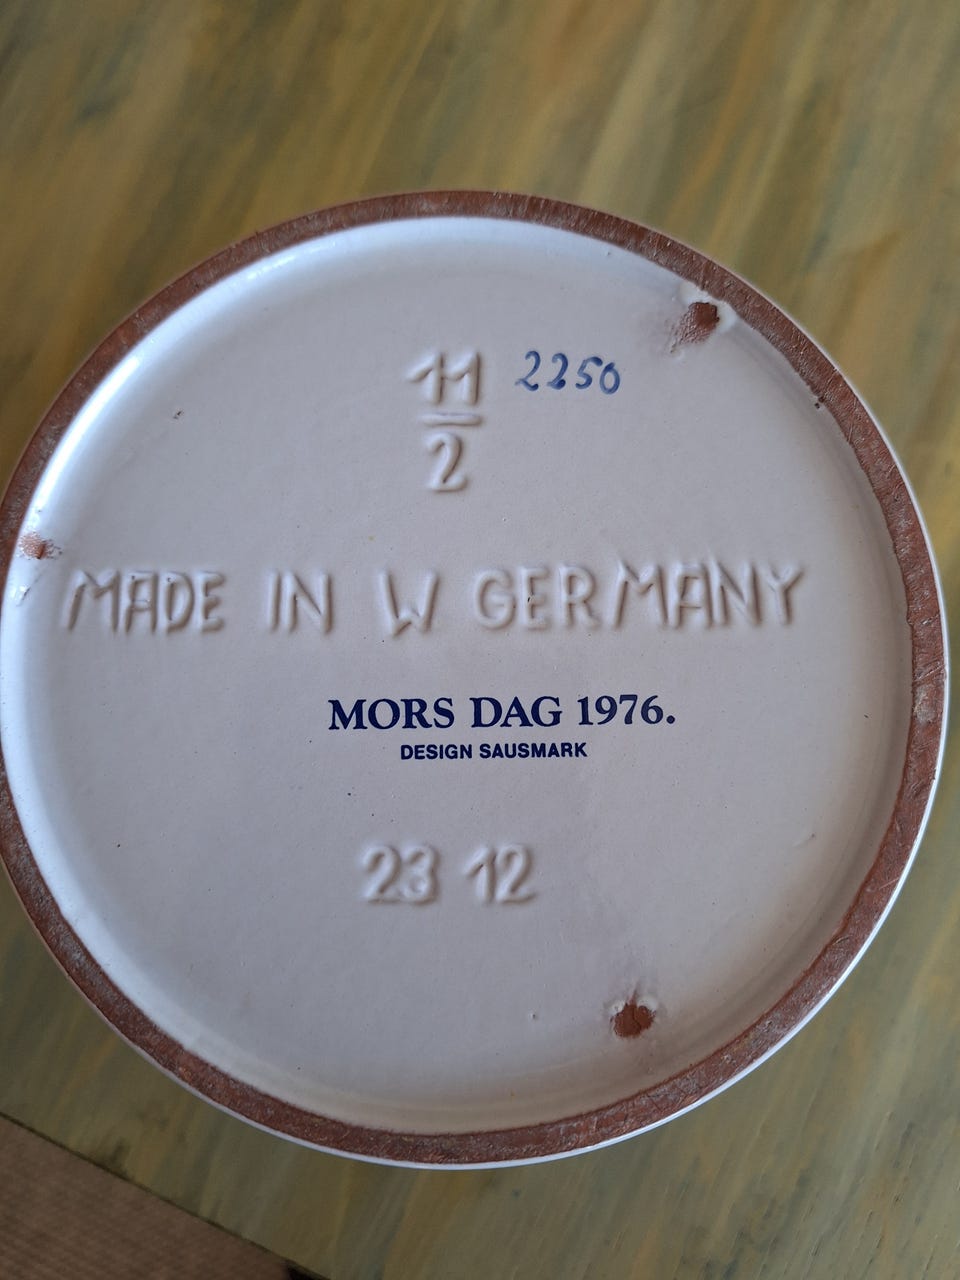 11 2250
2
MADE IN W GERMANY
MORS DAG 1976.
DESIGN SAUSMARK
23 12